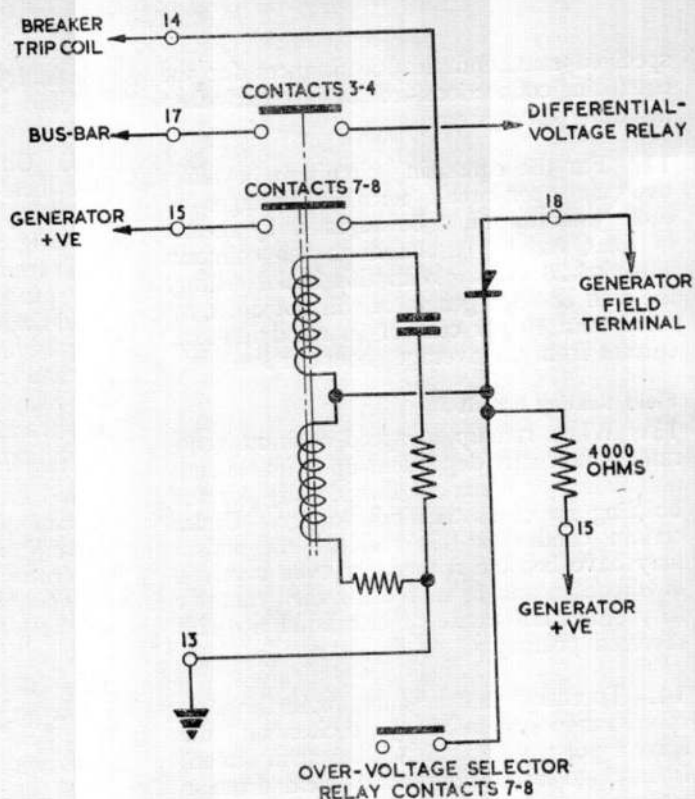 BREAKER
TRIP COIL
14
CONTACTS 3-4
BUS-BAR
17
DIFFERENTIAL-
VOLTAGE RELAY
CONTACTS 7-8
GENERATOR
+VE
15
18
GENERATOR
FIELD
TERMINAL
4000
OHMS
15
GENERATOR
+VE
13
OVER-VOLTAGE SELECTOR
RELAY CONTACTS 7-8